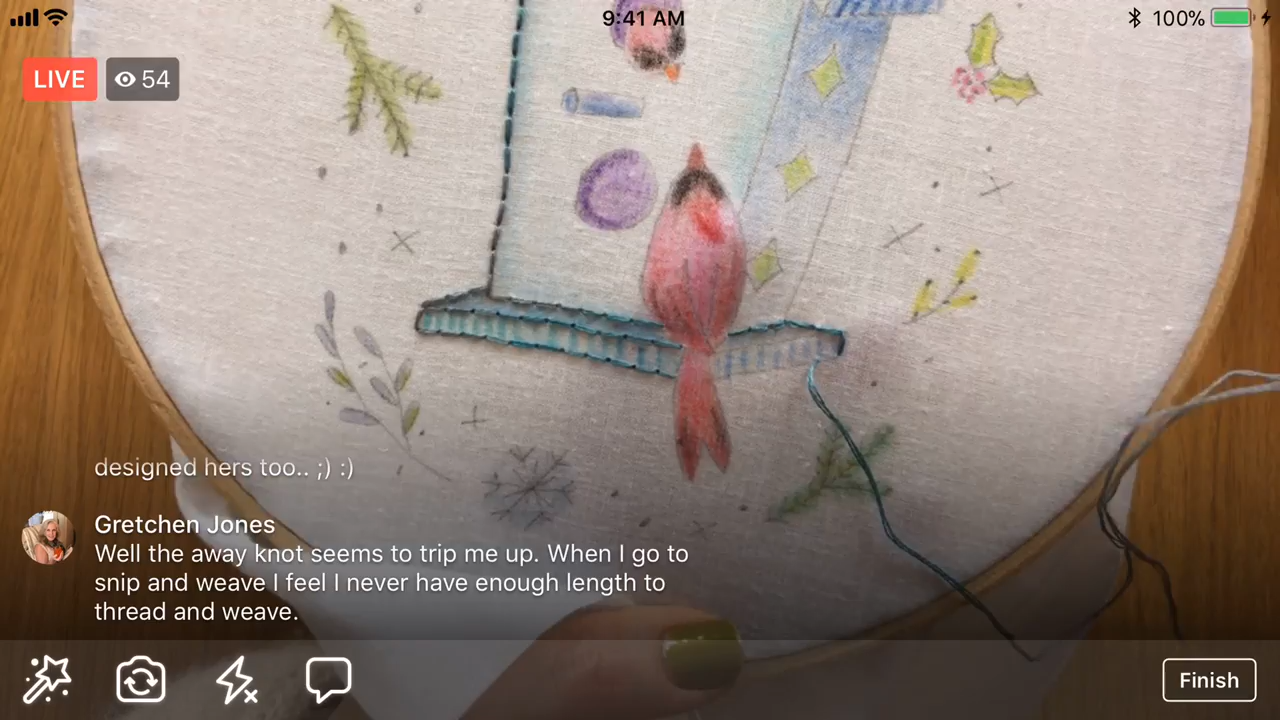 9:41 AM
100%
LIVE
54
designed hers too.. ;) :)
Gretchen Jones
Well the away knot seems to trip me up. When I go to
snip and weave I feel I never have enough length to
thread and weave.
Finish